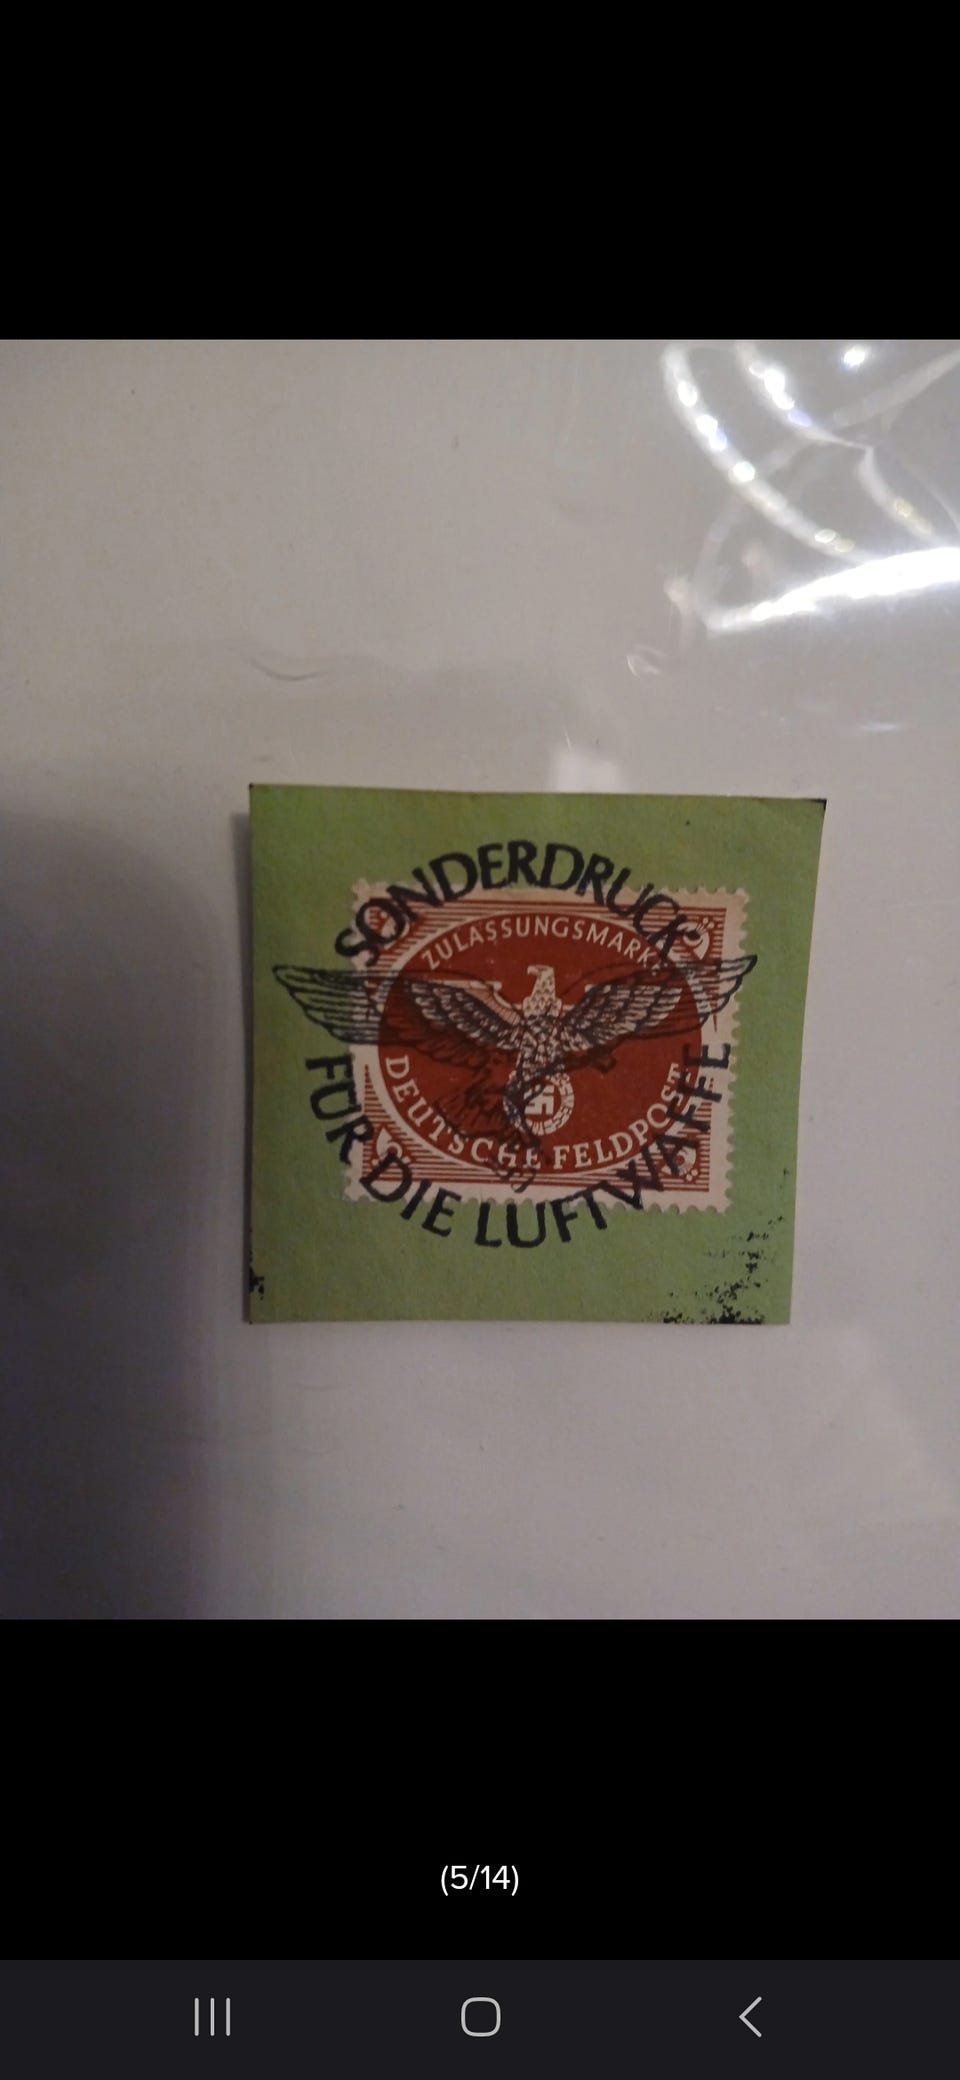 SONDERDRUCK
ZULASSUNGSMARKE
DEUTSCHE FELDPOST
FÜR DIE LUFTWAFFE
(5/14)